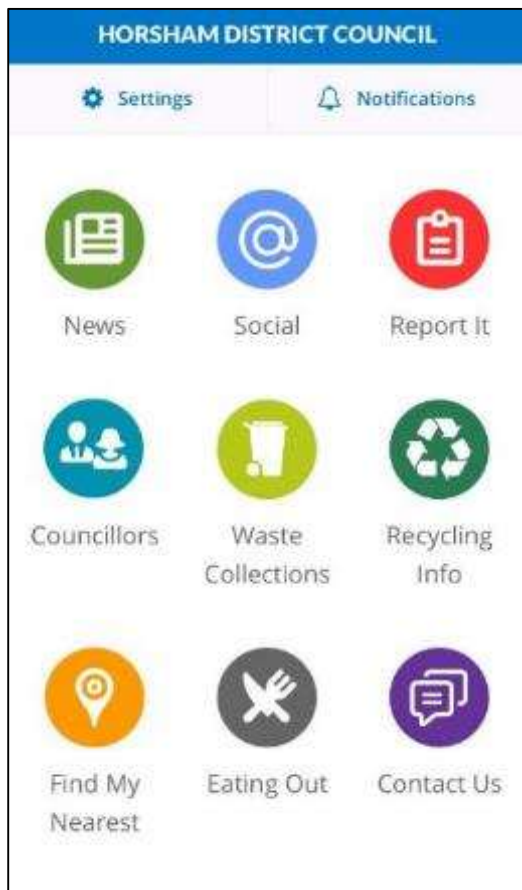 HORSHAM DISTRICT COUNCIL
Settings Notifications
News Social Report It
Councillors Waste Recycling
Collections Info
Find My Eating Out Contact Us
Nearest